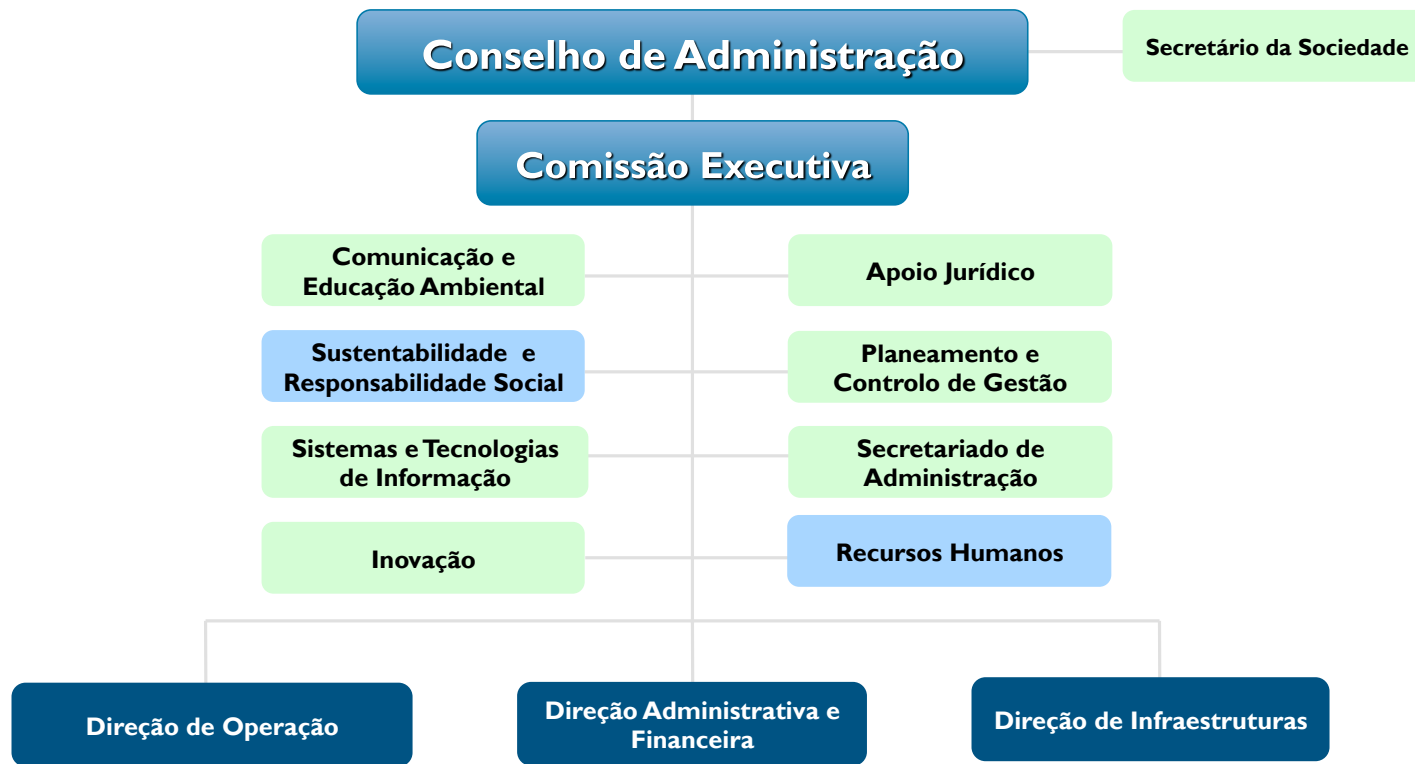 Conselho de Administração
Secretário da Sociedade
Comissão Executiva
Comunicação e
Educação Ambiental
Apoio Jurídico
Sustentabilidade e
Responsabilidade Social
Planeamento e
Controlo de Gestão
Sistemas e Tecnologias
de Informação
Secretariado de
Administração
Inovação
Recursos Humanos
Direção de Operação
Direção Administrativa e
Financeira
Direção de Infraestruturas